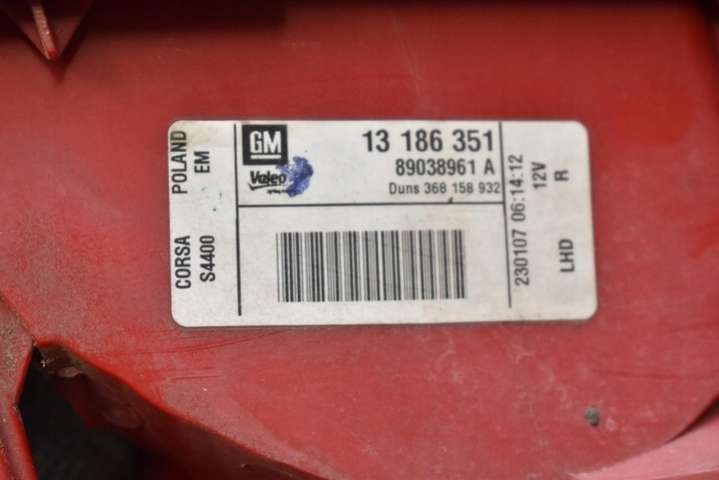 POLAND
EM
CORSA
S4400
GM
Valeo
13 186 351
89038961 A
Duns 368 158 932
230107 06:14:12
12V
R
LHD